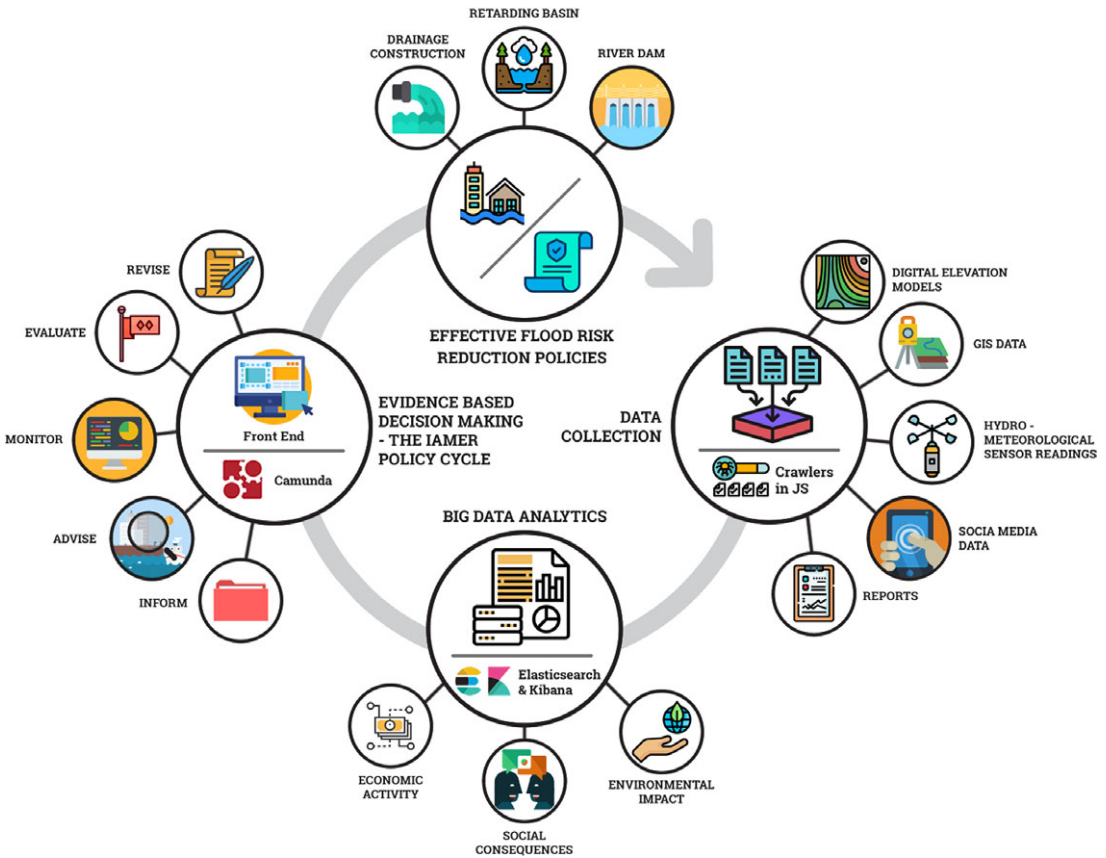 RETARDING BASIN
DRAINAGE
CONSTRUCTION
RIVER DAM
EFFECTIVE FLOOD RISK
REDUCTION POLICIES
REVISE
EVALUATE
MONITOR
ADVISE
INFORM
Front End
Camunda
EVIDENCE BASED
DECISION MAKING
- THE IAMER
POLICY CYCLE
DATA
COLLECTION
Crawlers
in JS
DIGITAL ELEVATION
MODELS
GIS DATA
HYDRO -
METEOROLOGICAL
SENSOR READINGS
SOCIA MEDIA
DATA
REPORTS
BIG DATA ANALYTICS
Elasticsearch
& Kibana
ECONOMIC
ACTIVITY
SOCIAL
CONSEQUENCES
ENVIRONMENTAL
IMPACT